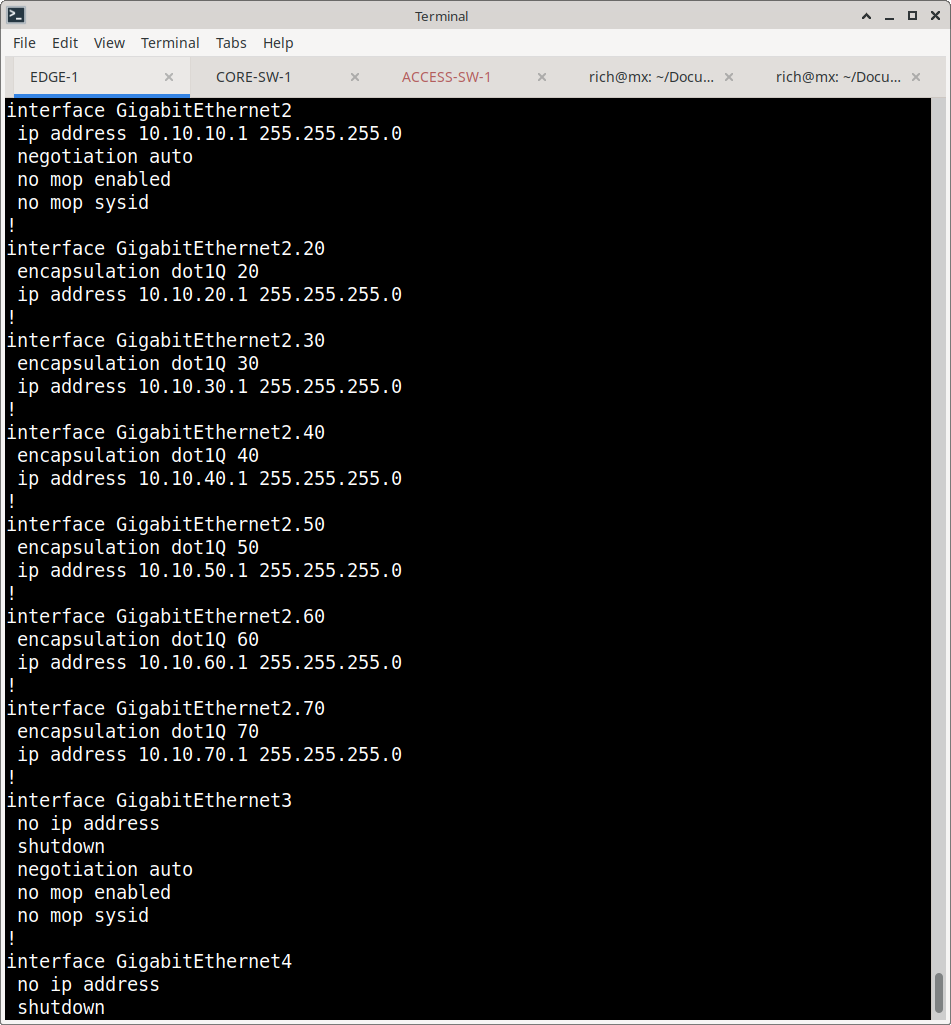 Terminal
File Edit View Terminal Tabs Help
EDGE-1 CORE-SW-1 ACCESS-SW-1 rich@mx: ~/Docu... rich@mx: ~/Docu...
interface GigabitEthernet2
 ip address 10.10.10.1 255.255.255.0
 negotiation auto
 no mop enabled
 no mop sysid
!
interface GigabitEthernet2.20
 encapsulation dot1Q 20
 ip address 10.10.20.1 255.255.255.0
!
interface GigabitEthernet2.30
 encapsulation dot1Q 30
 ip address 10.10.30.1 255.255.255.0
!
interface GigabitEthernet2.40
 encapsulation dot1Q 40
 ip address 10.10.40.1 255.255.255.0
!
interface GigabitEthernet2.50
 encapsulation dot1Q 50
 ip address 10.10.50.1 255.255.255.0
!
interface GigabitEthernet2.60
 encapsulation dot1Q 60
 ip address 10.10.60.1 255.255.255.0
!
interface GigabitEthernet2.70
 encapsulation dot1Q 70
 ip address 10.10.70.1 255.255.255.0
!
interface GigabitEthernet3
 no ip address
 shutdown
 negotiation auto
 no mop enabled
 no mop sysid
!
interface GigabitEthernet4
 no ip address
 shutdown